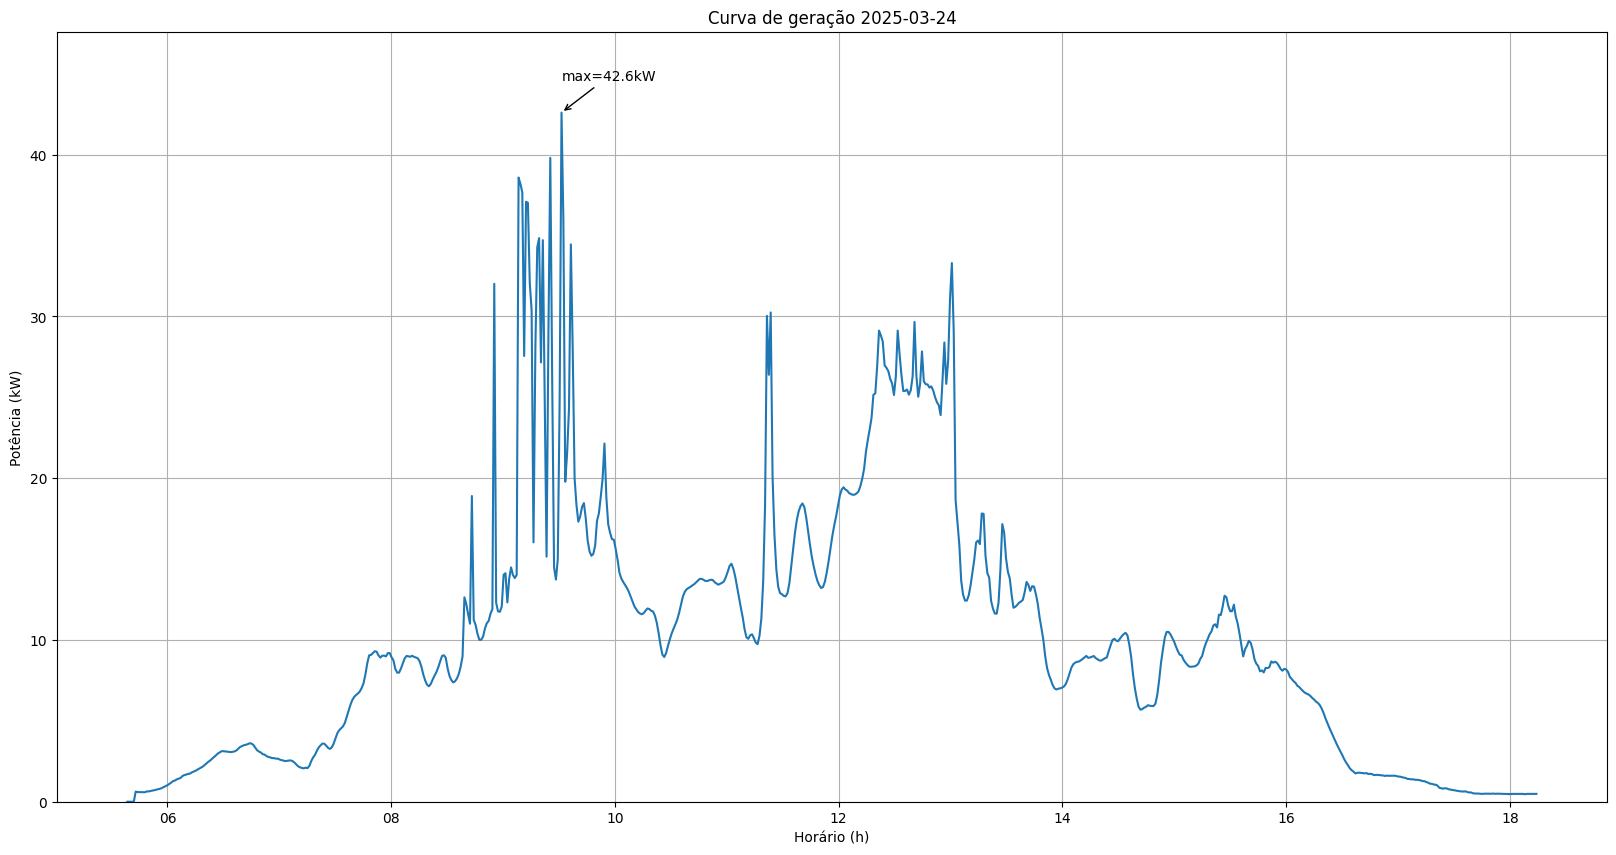 Curva de geração 2025-03-24
max=42.6kW
Potência (kW)
40
30
20
10
0
06 08 10 12 14 16 18
Horário (h)